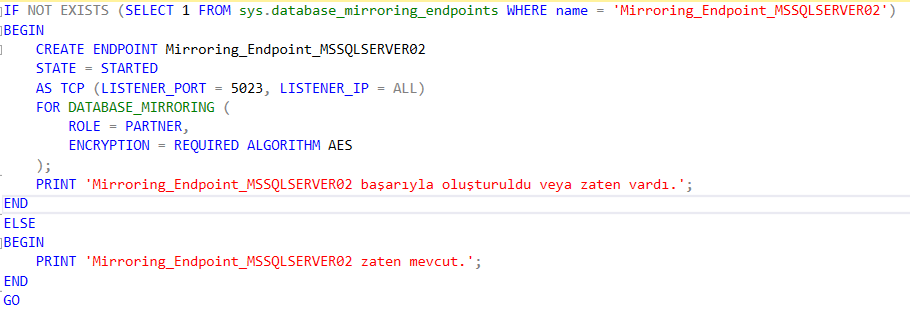 IF NOT EXISTS (SELECT 1 FROM sys.database_mirroring_endpoints WHERE name = 'Mirroring_Endpoint_MSSQLSERVER02')
BEGIN
    CREATE ENDPOINT Mirroring_Endpoint_MSSQLSERVER02
    STATE = STARTED
    AS TCP (LISTENER_PORT = 5023, LISTENER_IP = ALL)
    FOR DATABASE_MIRRORING (
        ROLE = PARTNER,
        ENCRYPTION = REQUIRED ALGORITHM AES
    );
    PRINT 'Mirroring_Endpoint_MSSQLSERVER02 başarıyla oluşturuldu veya zaten vardı.';
END
ELSE
BEGIN
    PRINT 'Mirroring_Endpoint_MSSQLSERVER02 zaten mevcut.';
END
GO